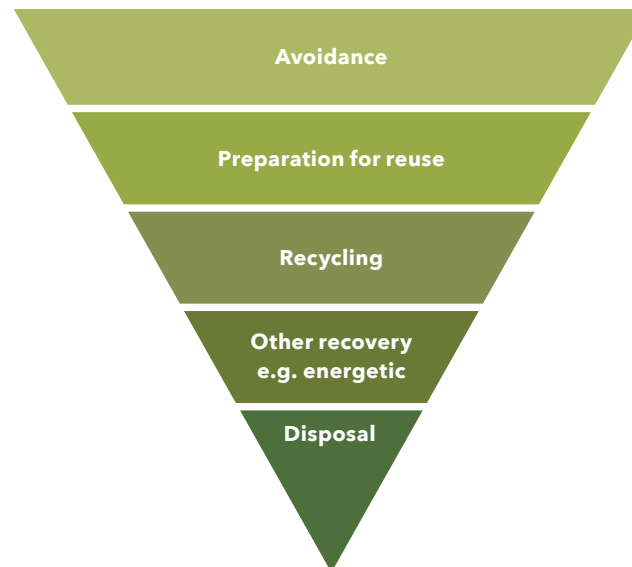 Avoidance
Preparation for reuse
Recycling
Other recovery
e.g. energetic
Disposal